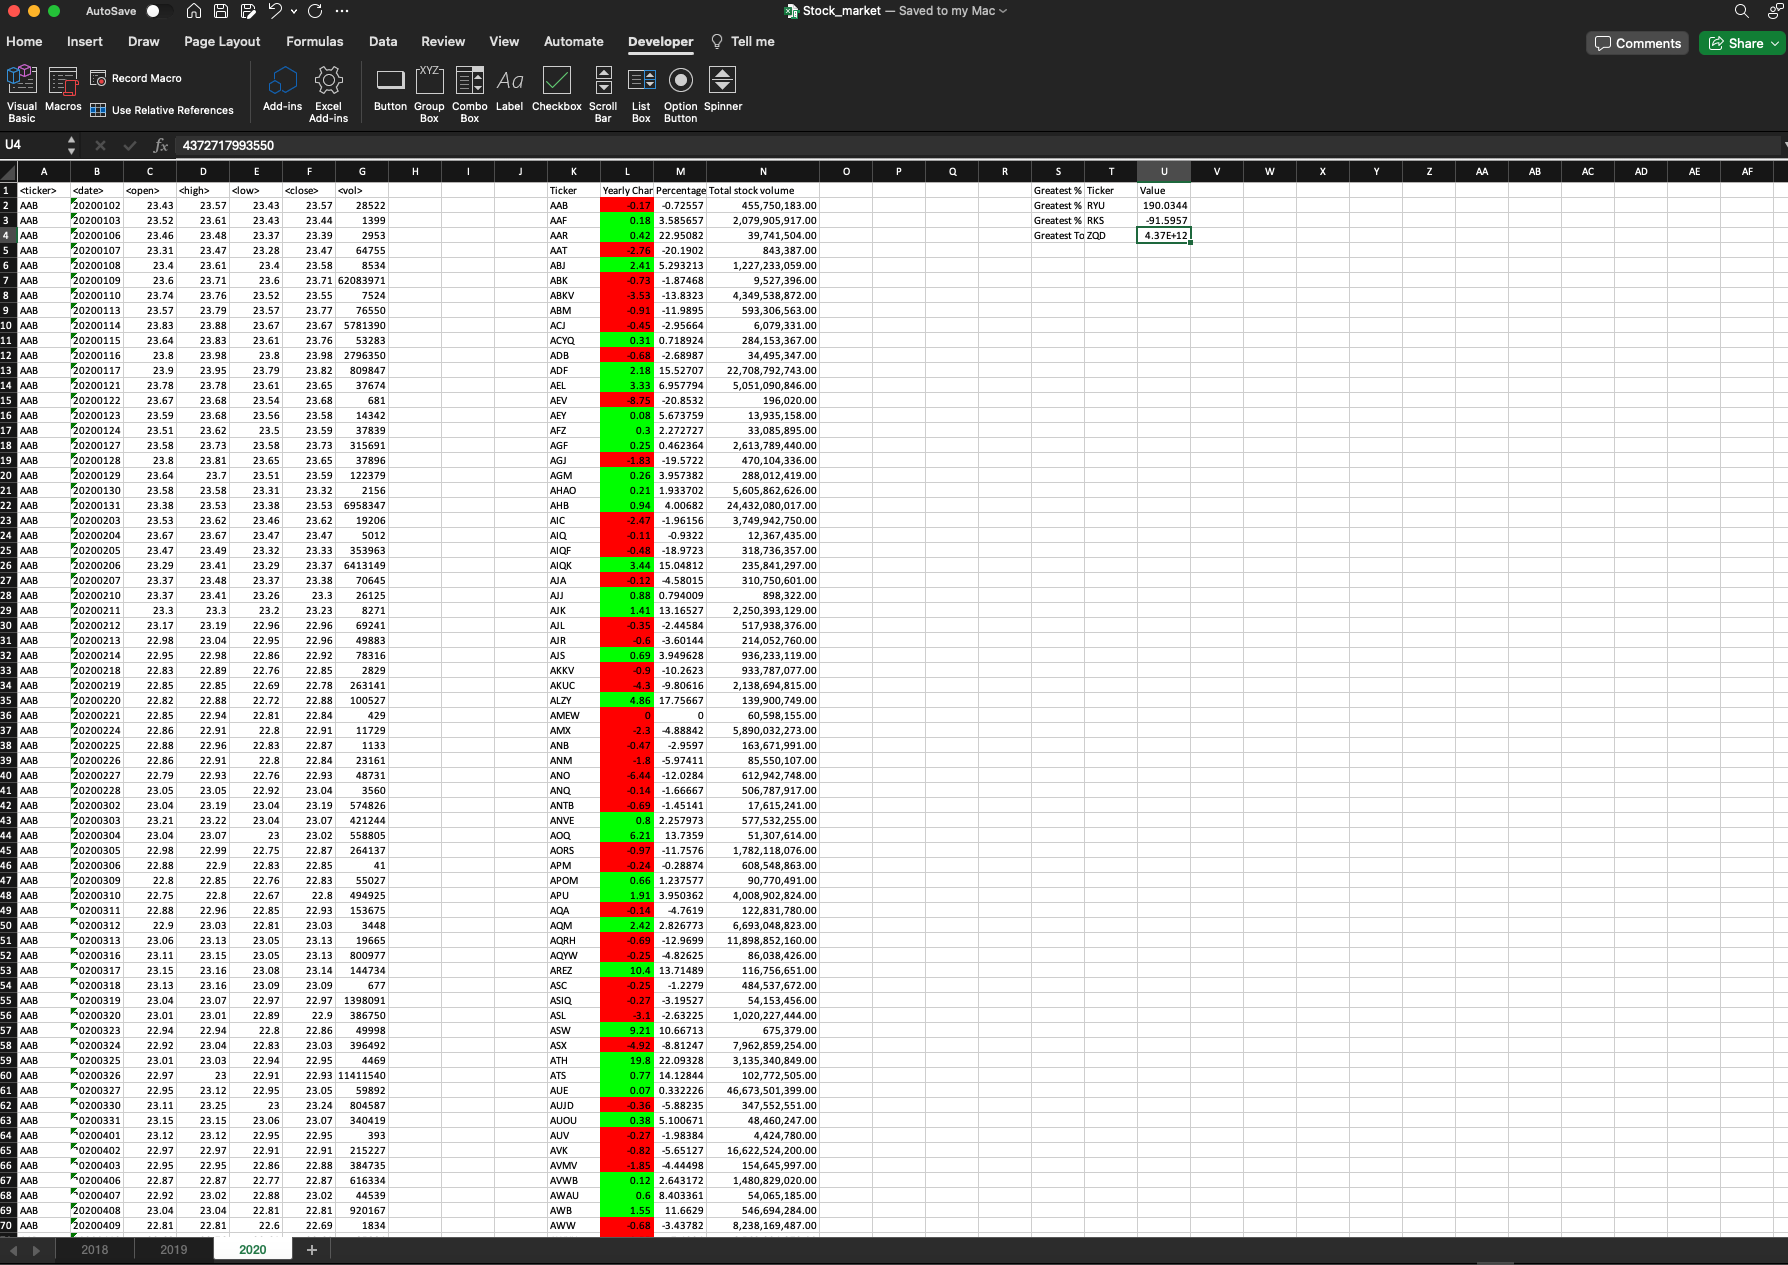 AutoSave
Stock_market — Saved to my Mac
Home Insert Draw Page Layout Formulas Data Review View Automate Developer Tell me Comments Share
Visual Basic Macros Record Macro Use Relative References Add-ins Excel Add-ins Button Group Box Combo Box Label Checkbox Scroll Bar List Box Option Button Spinner
XYZ Aa
U4 fx 4372717993550
A B C D E F G H I J K L M N O P Q R S T U V W X Y Z AA AB AC AD AE AF
1 <ticker> <date> <open> <high> <low> <close> <vol> Ticker Yearly Char Percentage Total stock volume Greatest % Ticker Value
2 AAB 20200102 23.43 23.57 23.43 23.57 28522 AAB -0.17 -0.72557 455,750,183.00 Greatest % RYU 190.0344
3 AAB 20200103 23.52 23.61 23.43 23.44 1399 AAF 0.18 3.585657 2,079,905,917.00 Greatest % RKS -91.5957
4 AAB 20200106 23.46 23.48 23.37 23.39 2953 AAR 0.42 22.95082 39,741,504.00 Greatest To ZQD 4.37E+12
5 AAB 20200107 23.31 23.47 23.28 23.47 64755 AAT -2.76 -20.1902 843,387.00
6 AAB 20200108 23.4 23.61 23.4 23.58 8534 ABJ 2.41 5.293213 1,227,233,059.00
7 AAB 20200109 23.6 23.71 23.6 23.71 62083971 ABK -0.73 -1.87468 9,527,396.00
8 AAB 20200110 23.74 23.76 23.52 23.55 7524 ABKV -3.53 -13.8323 4,349,538,872.00
9 AAB 20200113 23.57 23.79 23.57 23.77 76550 ABM -0.91 -11.9895 593,306,563.00
10 AAB 20200114 23.83 23.88 23.67 23.67 5781390 ACJ -0.45 -2.95664 6,079,331.00
11 AAB 20200115 23.64 23.83 23.61 23.76 53283 ACYQ 0.31 0.718924 284,153,367.00
12 AAB 20200116 23.8 23.98 23.8 23.98 2796350 ADB -0.68 -2.68987 34,495,347.00
13 AAB 20200117 23.9 23.95 23.79 23.82 809847 ADF 2.18 15.52707 22,708,792,743.00
14 AAB 20200121 23.78 23.78 23.61 23.65 37674 AEL 3.33 6.957794 5,051,090,846.00
15 AAB 20200122 23.67 23.68 23.54 23.68 681 AEV -8.75 -20.8532 196,020.00
16 AAB 20200123 23.59 23.68 23.56 23.58 14342 AEY 0.08 5.673759 13,935,158.00
17 AAB 20200124 23.51 23.62 23.5 23.59 37839 AFZ 0.3 2.272727 33,085,895.00
18 AAB 20200127 23.58 23.73 23.58 23.73 315691 AGF 0.25 0.462364 2,613,789,440.00
19 AAB 20200128 23.8 23.81 23.65 23.65 37896 AGJ -1.83 -19.5722 470,104,336.00
20 AAB 20200129 23.64 23.7 23.51 23.59 122379 AGM 0.26 3.957382 288,012,419.00
21 AAB 20200130 23.58 23.58 23.31 23.32 2156 AHAO 0.21 1.933702 5,605,862,626.00
22 AAB 20200131 23.38 23.53 23.38 23.53 6958347 AHB 0.94 4.00682 24,432,080,017.00
23 AAB 20200203 23.53 23.62 23.46 23.62 19206 AIC -2.47 -1.96156 3,749,942,750.00
24 AAB 20200204 23.67 23.67 23.47 23.47 5012 AIQ -0.11 -0.9322 12,367,435.00
25 AAB 20200205 23.47 23.49 23.32 23.33 353963 AIQF -0.48 -18.9723 318,736,357.00
26 AAB 20200206 23.29 23.41 23.29 23.37 6413149 AIQK 3.44 15.04812 235,841,297.00
27 AAB 20200207 23.37 23.48 23.37 23.38 70645 AJA -0.12 -4.58015 310,750,601.00
28 AAB 20200210 23.37 23.41 23.26 23.3 26125 AJJ 0.88 0.794009 898,322.00
29 AAB 20200211 23.3 23.3 23.2 23.23 8271 AJK 1.41 13.16527 2,250,393,129.00
30 AAB 20200212 23.17 23.19 22.96 22.96 69241 AJL -0.35 -2.44584 517,938,376.00
31 AAB 20200213 22.98 23.04 22.95 22.96 49883 AJR -0.6 -3.60144 214,052,760.00
32 AAB 20200214 22.95 22.98 22.86 22.92 78316 AJS 0.69 3.949628 936,233,119.00
33 AAB 20200218 22.83 22.89 22.76 22.85 2829 AKKV -0.9 -10.2623 933,787,077.00
34 AAB 20200219 22.85 22.85 22.69 22.78 263141 AKUC -4.3 -9.80616 2,138,694,815.00
35 AAB 20200220 22.82 22.88 22.72 22.88 100527 ALZY 4.86 17.75667 139,900,749.00
36 AAB 20200221 22.85 22.94 22.81 22.84 429 AMEW 0 0 60,598,155.00
37 AAB 20200224 22.86 22.91 22.8 22.91 11729 AMX -2.3 -4.88842 5,890,032,273.00
38 AAB 20200225 22.88 22.96 22.83 22.87 1133 ANB -0.47 -2.9597 163,671,991.00
39 AAB 20200226 22.86 22.91 22.8 22.84 23161 ANM -1.8 -5.97411 85,550,107.00
40 AAB 20200227 22.79 22.93 22.76 22.93 48731 ANO -6.44 -12.0284 612,942,748.00
41 AAB 20200228 23.05 23.05 22.92 23.04 3560 ANQ -0.14 -1.66667 506,787,917.00
42 AAB 20200302 23.04 23.19 23.04 23.19 574826 ANTB -0.69 -1.45141 17,615,241.00
43 AAB 20200303 23.21 23.22 23.04 23.07 421244 ANVE 0.8 2.257973 577,532,255.00
44 AAB 20200304 23.04 23.07 23 23.02 558805 AOQ 6.21 13.7359 51,307,614.00
45 AAB 20200305 22.98 22.99 22.75 22.87 264137 AORS -0.97 -11.7576 1,782,118,076.00
46 AAB 20200306 22.88 22.9 22.83 22.85 41 APM -0.24 -0.28874 608,548,863.00
47 AAB 20200309 22.8 22.85 22.76 22.83 55027 APOM 0.66 1.237577 90,770,491.00
48 AAB 20200310 22.75 22.8 22.67 22.8 494925 APU 1.91 3.950362 4,008,902,824.00
49 AAB 0200311 22.88 22.96 22.85 22.93 153675 AQA -0.14 -4.7619 122,831,780.00
50 AAB 0200312 22.9 23.03 22.81 23.03 3448 AQM 2.42 2.826773 6,693,048,823.00
51 AAB 0200313 23.06 23.13 23.05 23.13 19665 AQRH -0.69 -12.9699 11,898,852,160.00
52 AAB 0200316 23.11 23.15 23.05 23.13 800977 AQYW -0.25 -4.82625 86,038,426.00
53 AAB 0200317 23.15 23.16 23.08 23.14 144734 AREZ 10.4 13.71489 116,756,651.00
54 AAB 0200318 23.13 23.16 23.09 23.09 677 ASC -0.25 -1.2279 484,537,672.00
55 AAB 0200319 23.04 23.07 22.97 22.97 1398091 ASIQ -0.27 -3.19527 54,153,456.00
56 AAB 0200320 23.01 23.01 22.89 22.9 386750 ASL -3.1 -2.63225 1,020,227,444.00
57 AAB 0200323 22.94 22.94 22.8 22.86 49998 ASW 9.21 10.66713 675,379.00
58 AAB 0200324 22.92 23.04 22.83 23.03 396492 ASX -4.92 -8.81247 7,962,859,254.00
59 AAB 0200325 23.01 23.03 22.94 22.95 4469 ATH 19.8 22.09328 3,135,340,849.00
60 AAB 0200326 22.97 23 22.91 22.93 11411540 ATS 0.77 14.12844 102,772,505.00
61 AAB 0200327 22.95 23.12 22.95 23.05 59892 AUE 0.07 0.332226 46,673,501,399.00
62 AAB 0200330 23.11 23.25 23 23.24 804587 AUJD -0.36 -5.88235 347,552,551.00
63 AAB 0200331 23.15 23.15 23.06 23.07 340419 AUOU 0.38 5.100671 48,460,247.00
64 AAB 0200401 23.12 23.12 22.95 22.95 393 AUV -0.27 -1.98384 4,424,780.00
65 AAB 0200402 22.97 22.97 22.91 22.91 215227 AVK -0.82 -5.65127 16,622,524,200.00
66 AAB 0200403 22.95 22.95 22.86 22.88 384735 AVMV -1.85 -4.44498 154,645,997.00
67 AAB 0200406 22.87 22.87 22.77 22.87 616334 AVWB 0.12 2.643172 1,480,829,020.00
68 AAB 0200407 22.92 23.02 22.88 23.02 44539 AWAU 0.6 8.403361 54,065,185.00
69 AAB 20200408 23.04 23.04 22.81 22.81 920167 AWB 1.55 11.6629 546,694,284.00
70 AAB 20200409 22.81 22.81 22.6 22.69 1834 AWW -0.68 -3.43782 8,238,169,487.00
2018 2019 2020 +